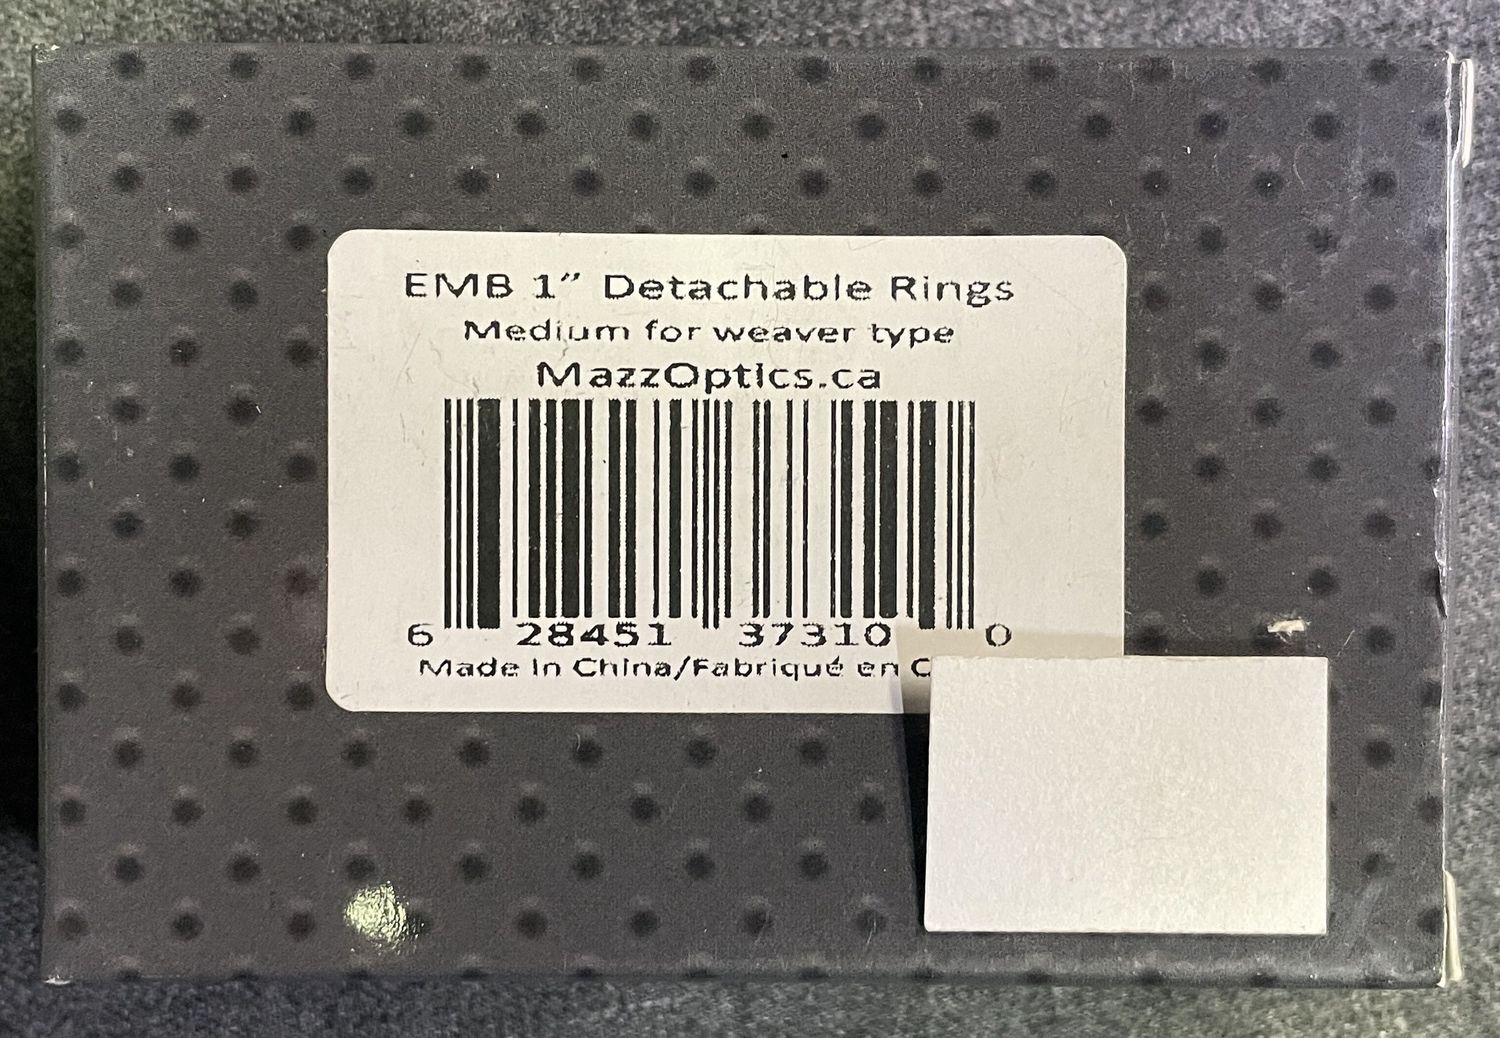 EMB 1” Detachable Rings
Medium for weaver type
MazzOptics.ca
6 28451 37310 0
Made in China/Fabriqué en C